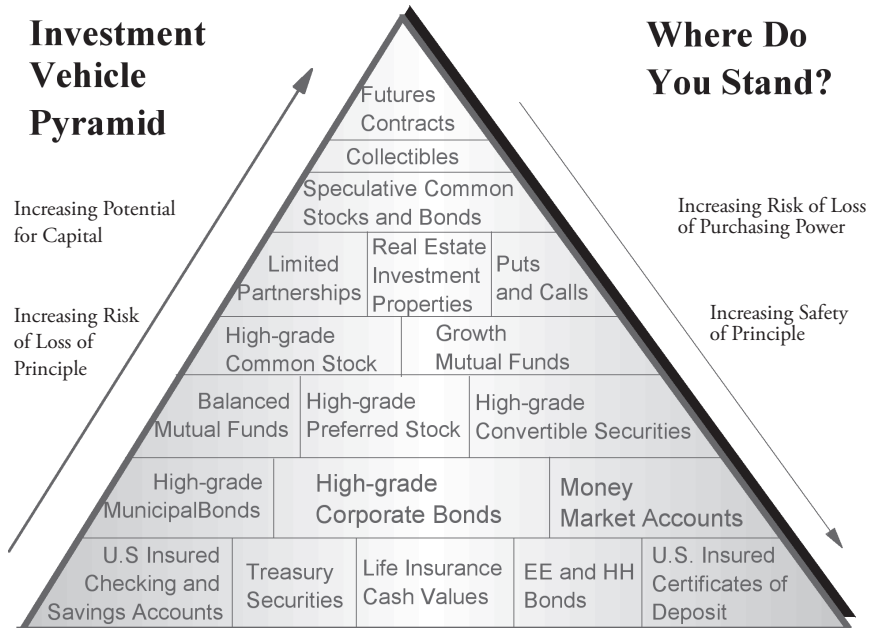 Investment
Vehicle
Pyramid
Where Do
You Stand?
Increasing Potential
for Capital
Increasing Risk
of Loss of
Principle
Increasing Risk of Loss
of Purchasing Power
Increasing Safety
of Principle
Futures
Contracts
Collectibles
Speculative Common
Stocks and Bonds
Limited
Partnerships
Real Estate
Investment
Properties
Puts
and Calls
High-grade
Common Stock
Growth
Mutual Funds
Balanced
Mutual Funds
High-grade
Preferred Stock
High-grade
Convertible Securities
High-grade
MunicipalBonds
High-grade
Corporate Bonds
Money
Market Accounts
U.S Insured
Checking and
Savings Accounts
Treasury
Securities
Life Insurance
Cash Values
EE and HH
Bonds
U.S. Insured
Certificates of
Deposit